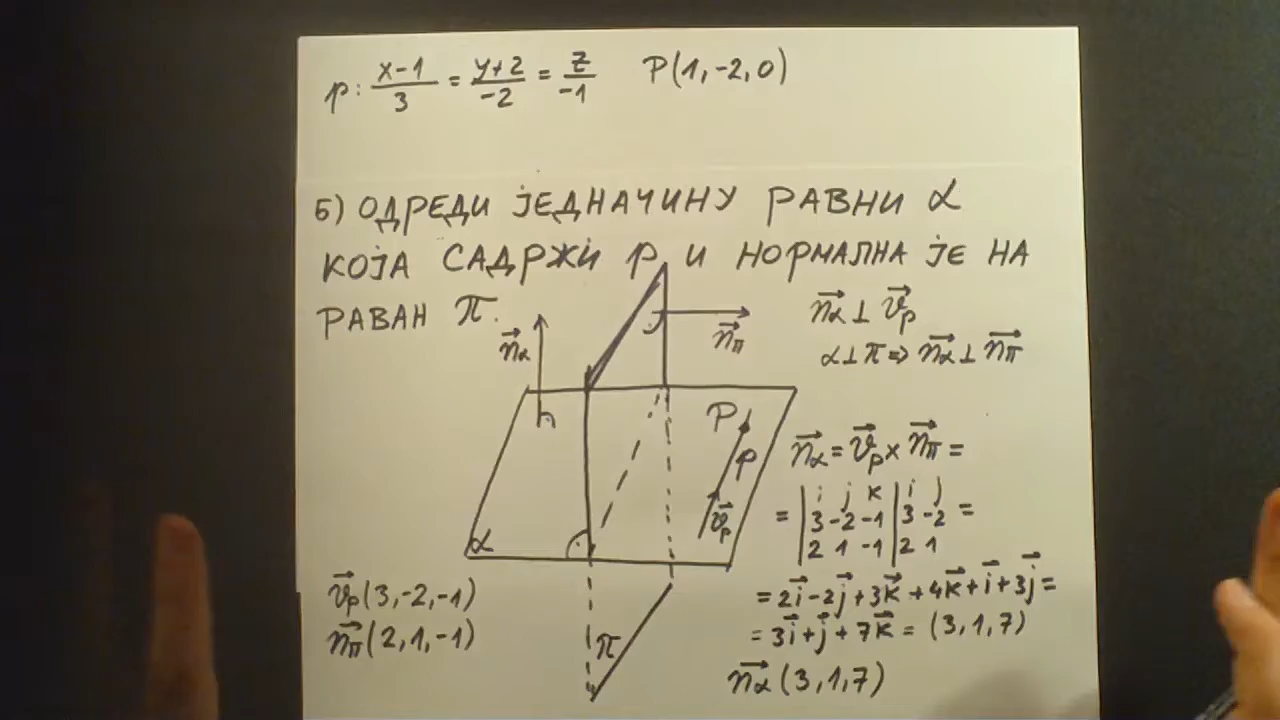 p: x-1/3 = y+2/-2 = z/-1 P(1,-2,0)
Б) ОДРЕДИ ЈЕДНАЧИНУ РАВНИ α
КОЈА САДРЖИ p И НОРМАЛНА ЈЕ НА
РАВАН π.
n⃗α
n⃗π
n⃗α ⊥ v⃗p
α⊥π ⇒ n⃗α ⊥ n⃗π
P
p
v⃗p
α
π
n⃗α = v⃗p × n⃗π =
= | i j k | i j
3 -2 -1 | 3 -2 =
2 1 -1 | 2 1
= 2i⃗ - 2j⃗ + 3k⃗ + 4k⃗ + i⃗ + 3j⃗ =
= 3i⃗ + j⃗ + 7k⃗ = (3,1,7)
n⃗α (3,1,7)
v⃗p (3,-2,-1)
n⃗π (2,1,-1)